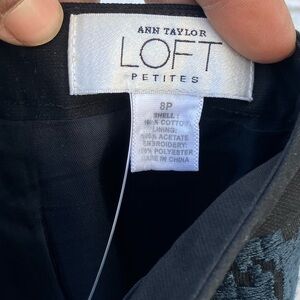 ANN TAYLOR
LOFT
PETITES
8P
SHELL:
100% COTTON
LINING:
100% ACETATE
EMBROIDERY:
100% POLYESTER
MADE IN CHINA